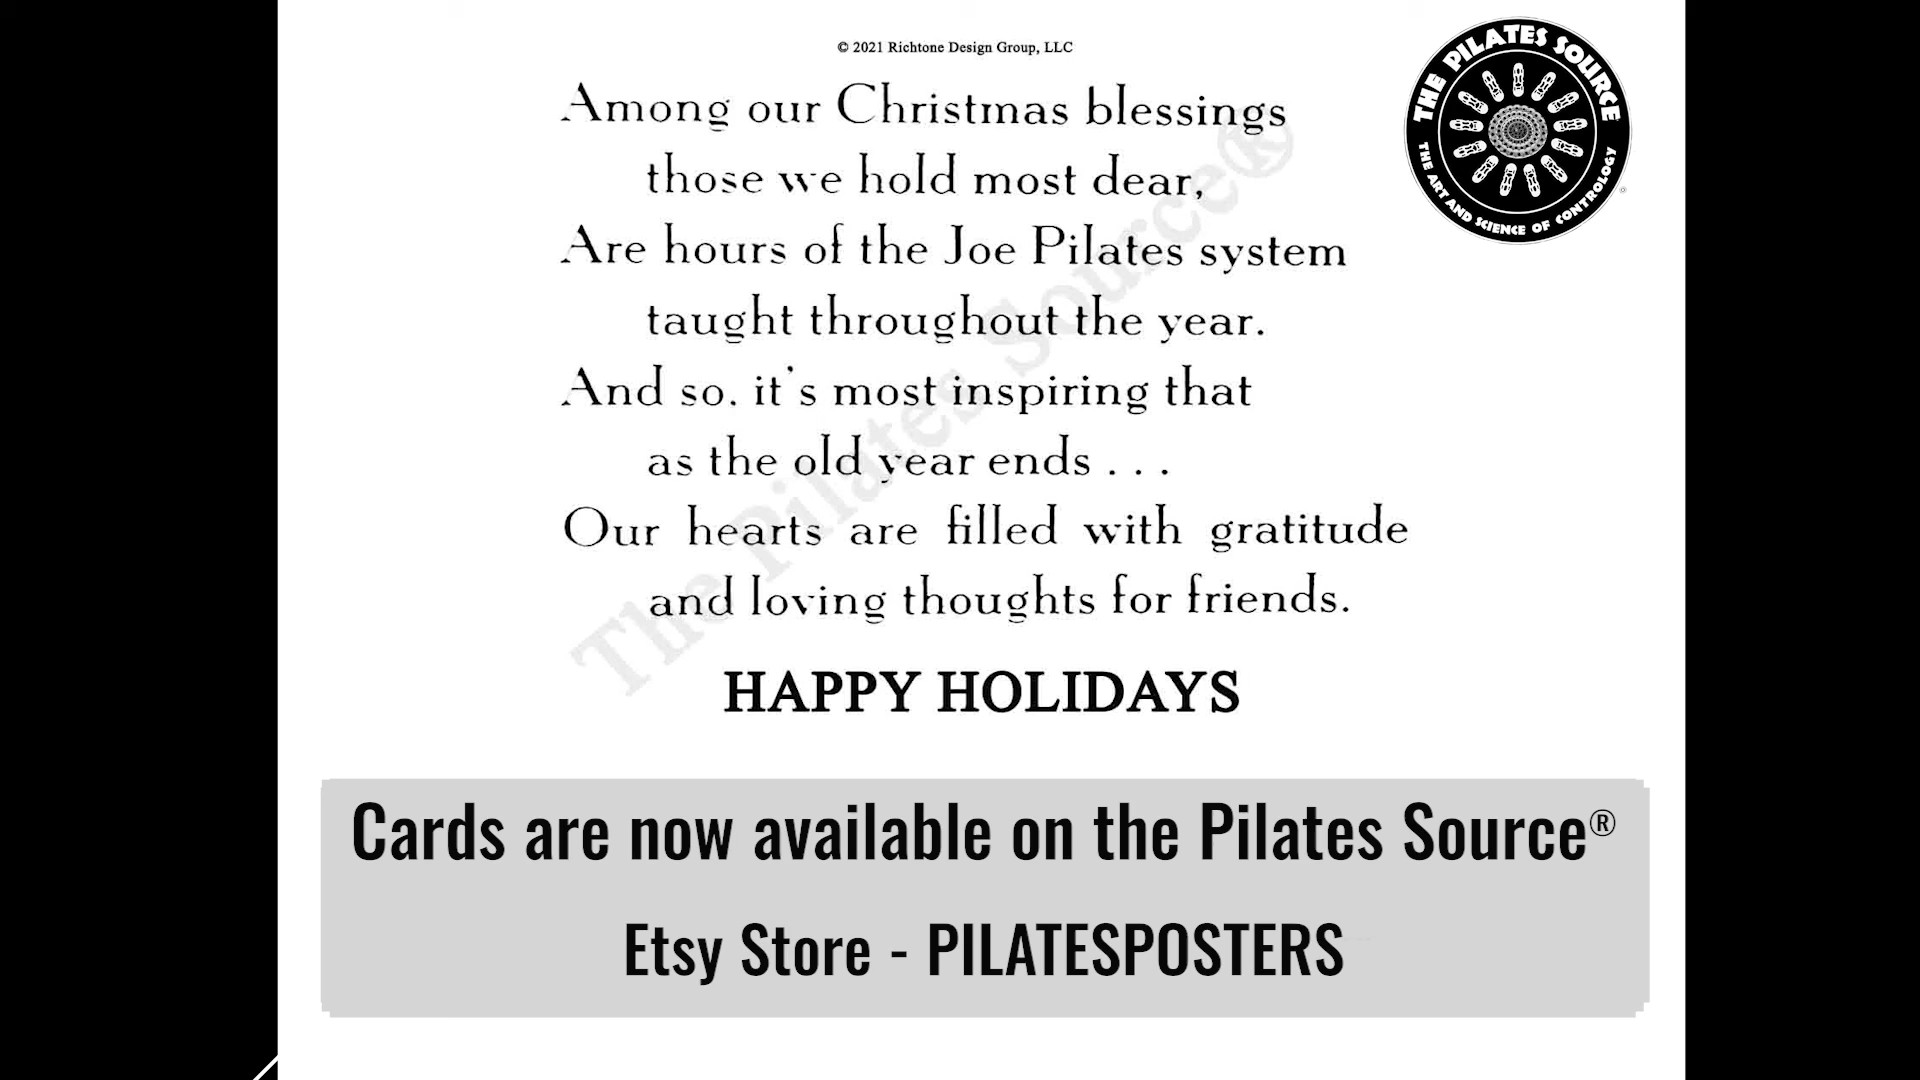 © 2021 Richtone Design Group, LLC
THE PILATES SOURCE
THE ART AND SCIENCE OF CONTROLOGY
Among our Christmas blessings
those we hold most dear,
Are hours of the Joe Pilates system
taught throughout the year.
And so. it's most inspiring that
as the old year ends . . .
Our hearts are filled with gratitude
and loving thoughts for friends.
The Pilates Source®
HAPPY HOLIDAYS
Cards are now available on the Pilates Source®
Etsy Store - PILATESPOSTERS